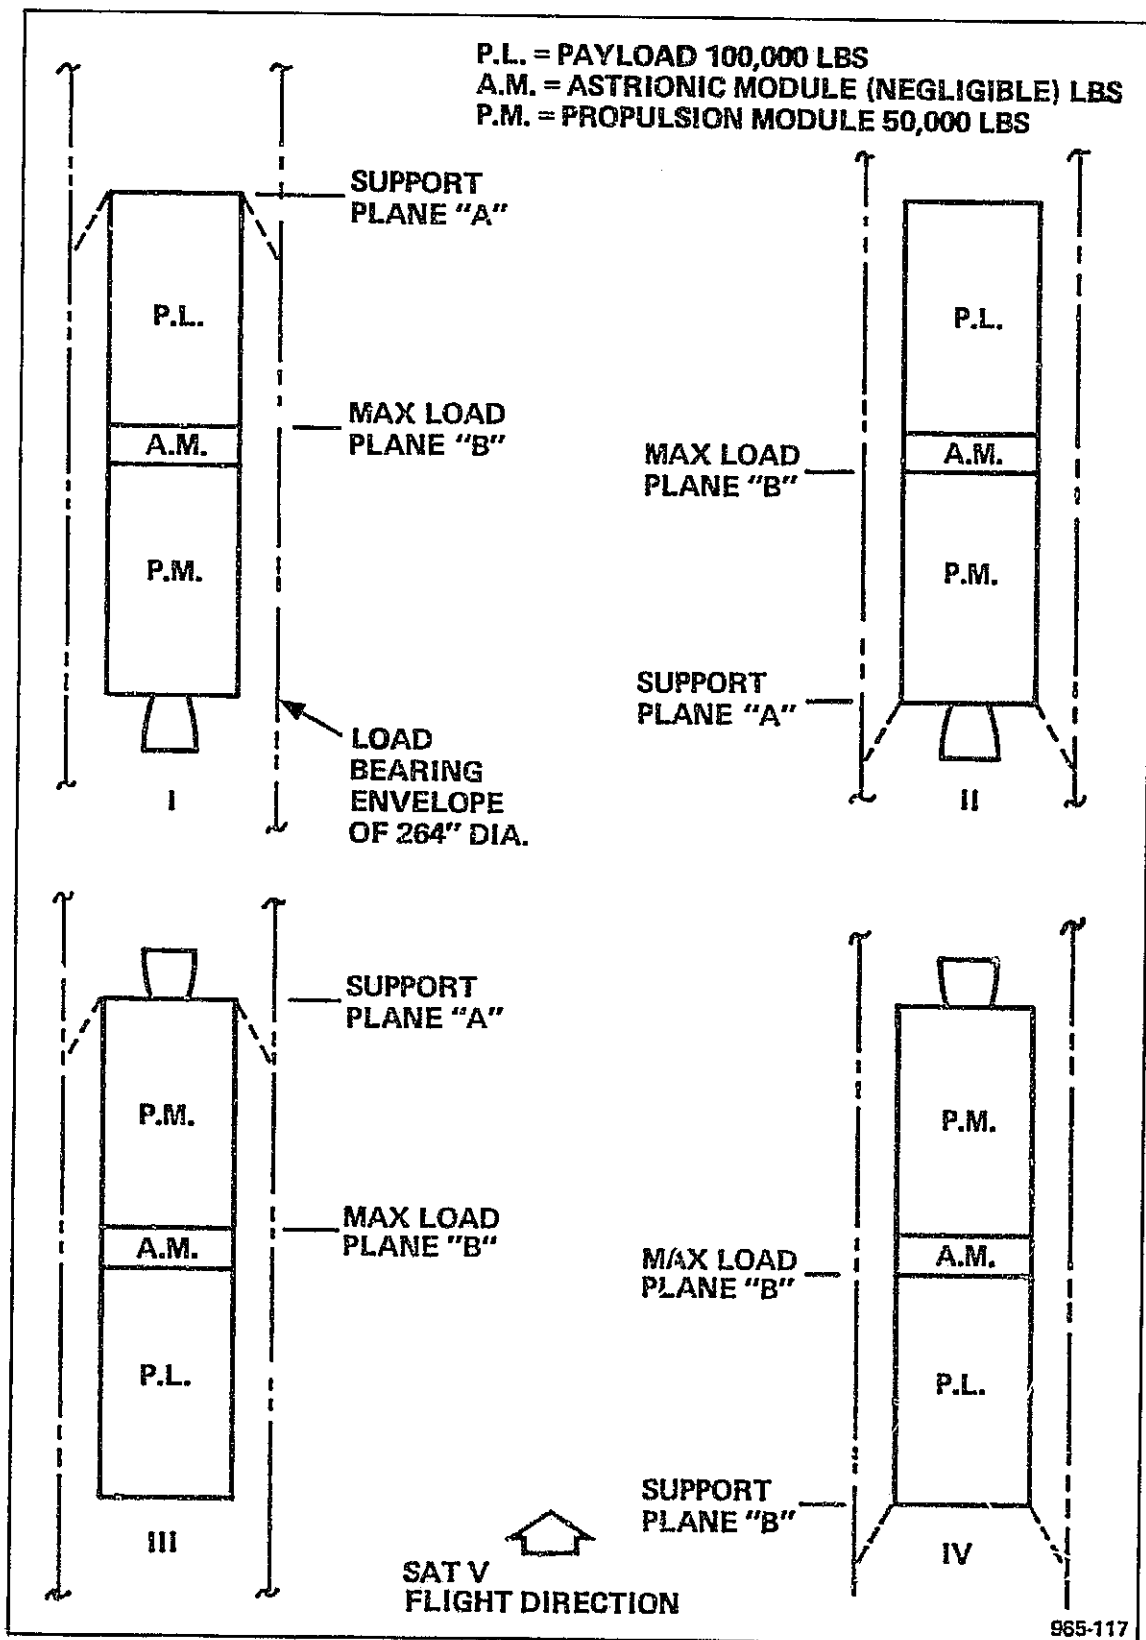 P.L. = PAYLOAD 100,000 LBS
A.M. = ASTRIONIC MODULE (NEGLIGIBLE) LBS
P.M. = PROPULSION MODULE 50,000 LBS
SUPPORT
PLANE "A"
P.L.
MAX LOAD
PLANE "B"
A.M.
P.M.
LOAD
BEARING
ENVELOPE
OF 264" DIA.
I
P.L.
MAX LOAD
PLANE "B"
A.M.
P.M.
SUPPORT
PLANE "A"
II
SUPPORT
PLANE "A"
P.M.
MAX LOAD
PLANE "B"
A.M.
P.L.
III
P.M.
MAX LOAD
PLANE "B"
A.M.
P.L.
SUPPORT
PLANE "B"
IV
SAT V
FLIGHT DIRECTION
965-117